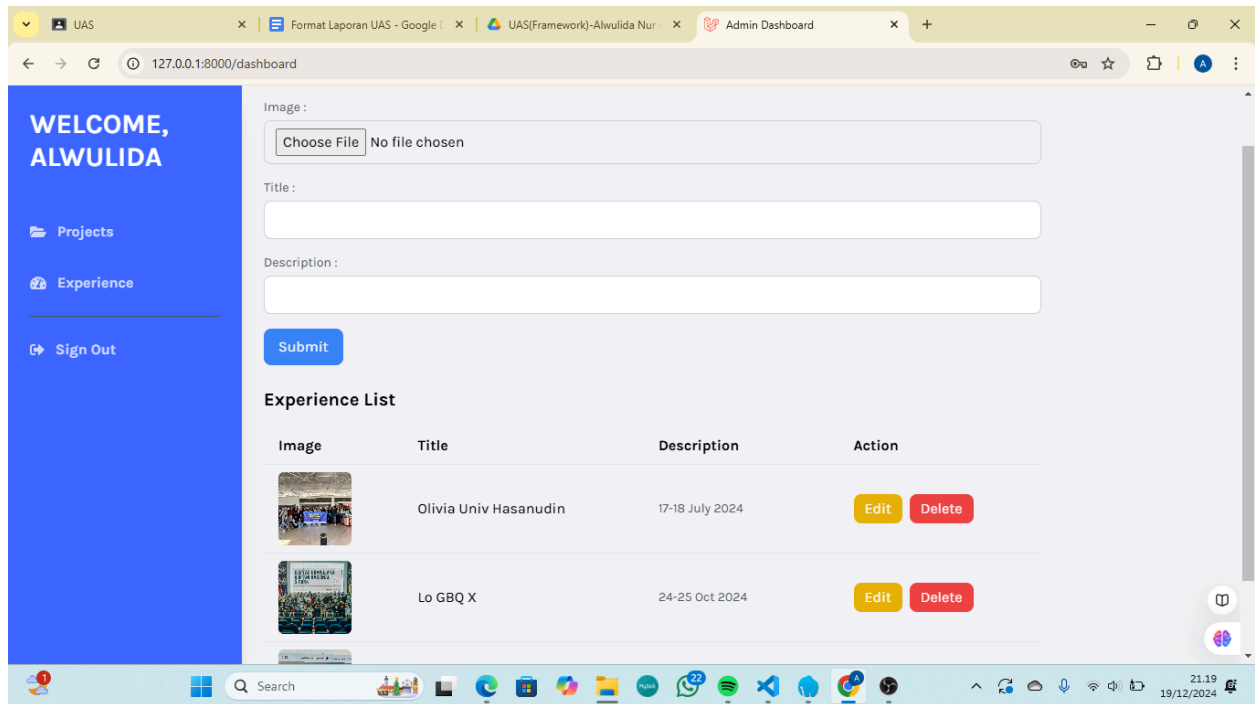 UAS
Format Laporan UAS - Google D
UAS(Framework)-Alwulida Nur A
Admin Dashboard
127.0.0.1:8000/dashboard
A
WELCOME,
ALWULIDA
Projects
Experience
Sign Out
Image :
Choose File No file chosen
Title :
Description :
Submit
Experience List
Image Title Description Action
Olivia Univ Hasanudin 17-18 July 2024 Edit Delete
Lo GBQ X 24-25 Oct 2024 Edit Delete
1
Search
22
A
21.19
19/12/2024